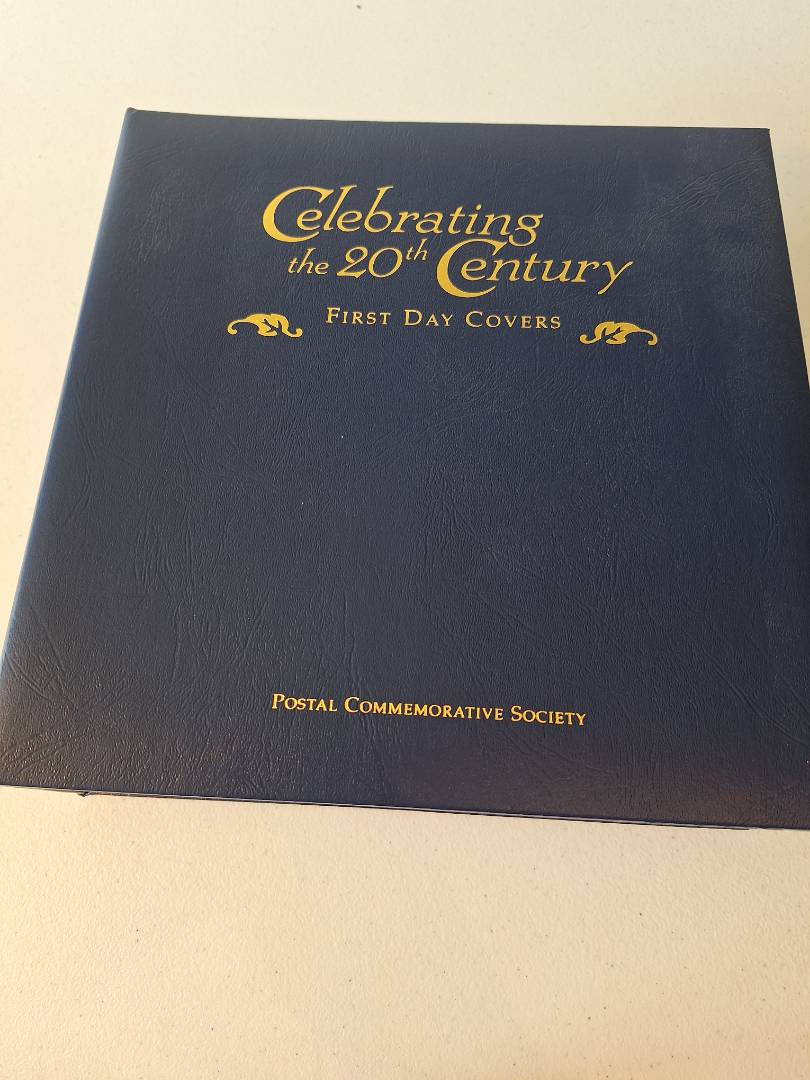 Celebrating
the 20th Century
First Day Covers
Postal Commemorative Society